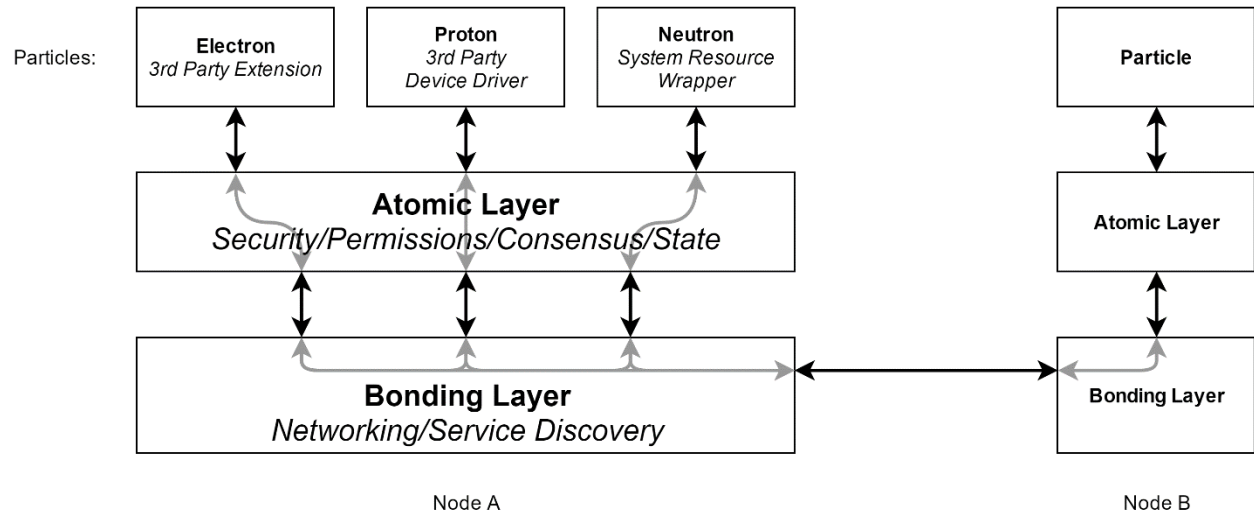 Particles:
Electron
3rd Party Extension
Proton
3rd Party
Device Driver
Neutron
System Resource
Wrapper
Particle
Atomic Layer
Security/Permissions/Consensus/State
Atomic Layer
Bonding Layer
Networking/Service Discovery
Bonding Layer
Node A
Node B